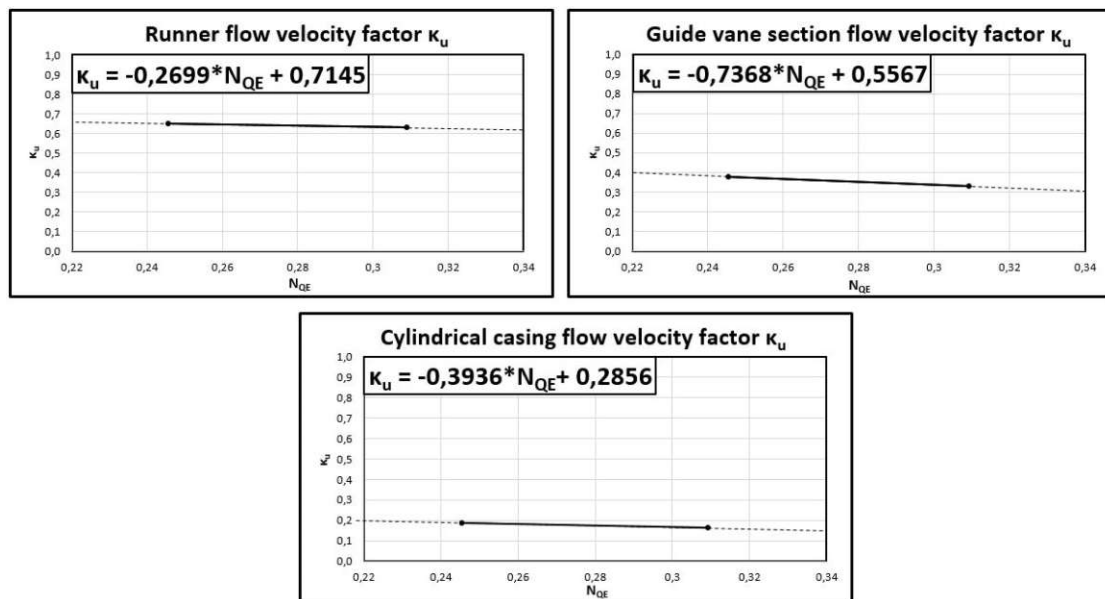 Runner flow velocity factor κᵤ
κᵤ = -0,2699*N_QE + 0,7145
1,0
0,9
0,8
0,7
0,6
0,5
0,4
0,3
0,2
0,1
0,0
κᵤ
0,22 0,24 0,26 0,28 0,3 0,32 0,34
N_QE
Guide vane section flow velocity factor κᵤ
κᵤ = -0,7368*N_QE + 0,5567
1,0
0,9
0,8
0,7
0,6
0,5
0,4
0,3
0,2
0,1
0,0
κᵤ
0,22 0,24 0,26 0,28 0,3 0,32 0,34
N_QE
Cylindrical casing flow velocity factor κᵤ
κᵤ = -0,3936*N_QE+ 0,2856
1,0
0,9
0,8
0,7
0,6
0,5
0,4
0,3
0,2
0,1
0,0
κᵤ
0,22 0,24 0,26 0,28 0,3 0,32 0,34
N_QE